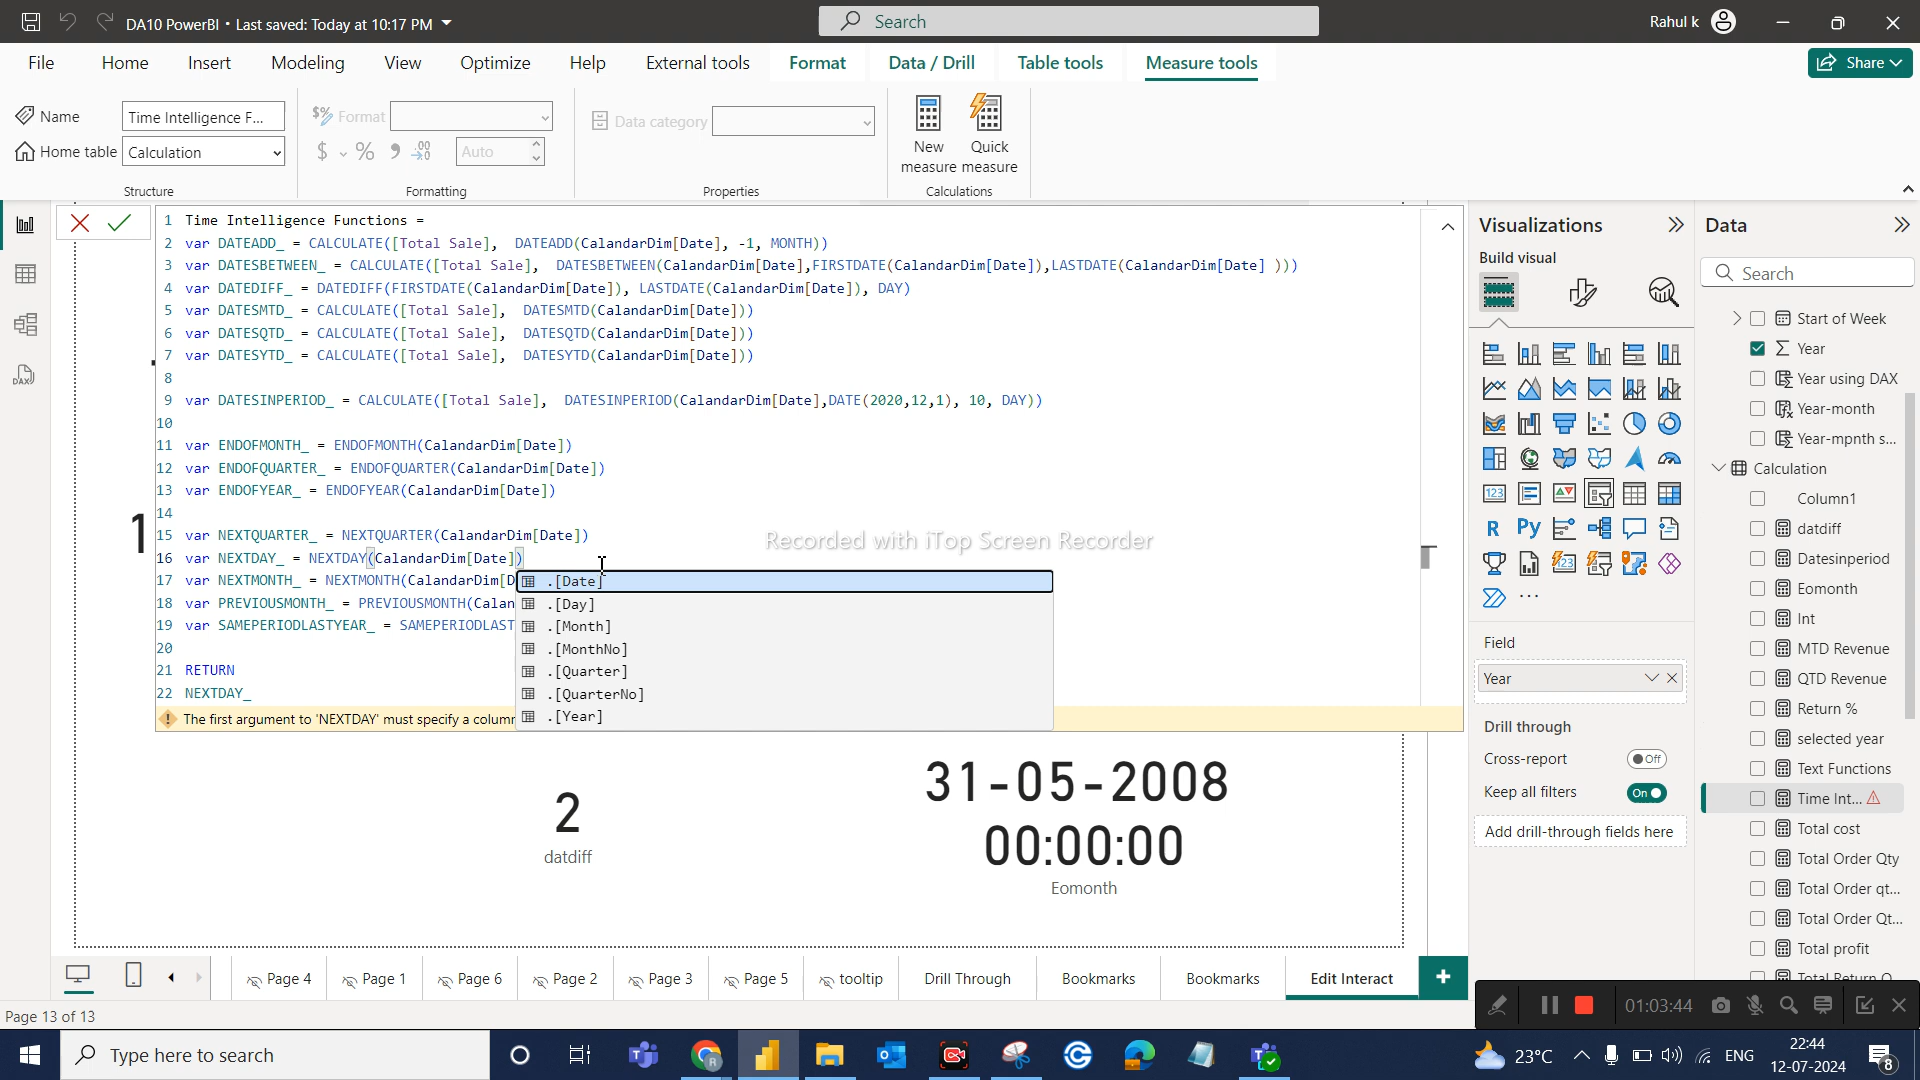 DA10 PowerBI • Last saved: Today at 10:17 PM
Search
Rahul k
File Home Insert Modeling View Optimize Help External tools Format Data / Drill Table tools Measure tools
Share
Name Time Intelligence F...
Home table Calculation
Structure
Format
$ % Auto
Formatting
Data category
Properties
New measure
Quick measure
Calculations
1 Time Intelligence Functions =
2 var DATEADD_ = CALCULATE([Total Sale], DATEADD(CalandarDim[Date], -1, MONTH))
3 var DATESBETWEEN_ = CALCULATE([Total Sale], DATESBETWEEN(CalandarDim[Date],FIRSTDATE(CalandarDim[Date]),LASTDATE(CalandarDim[Date] )))
4 var DATEDIFF_ = DATEDIFF(FIRSTDATE(CalandarDim[Date]), LASTDATE(CalandarDim[Date]), DAY)
5 var DATESMTD_ = CALCULATE([Total Sale], DATESMTD(CalandarDim[Date]))
6 var DATESQTD_ = CALCULATE([Total Sale], DATESQTD(CalandarDim[Date]))
7 var DATESYTD_ = CALCULATE([Total Sale], DATESYTD(CalandarDim[Date]))
8
9 var DATESINPERIOD_ = CALCULATE([Total Sale], DATESINPERIOD(CalandarDim[Date],DATE(2020,12,1), 10, DAY))
10
11 var ENDOFMONTH_ = ENDOFMONTH(CalandarDim[Date])
12 var ENDOFQUARTER_ = ENDOFQUARTER(CalandarDim[Date])
13 var ENDOFYEAR_ = ENDOFYEAR(CalandarDim[Date])
14
15 var NEXTQUARTER_ = NEXTQUARTER(CalandarDim[Date])
16 var NEXTDAY_ = NEXTDAY(CalandarDim[Date])
17 var NEXTMONTH_ = NEXTMONTH(CalandarDim[D
18 var PREVIOUSMONTH_ = PREVIOUSMONTH(Calan
19 var SAMEPERIODLASTYEAR_ = SAMEPERIODLAST
20
21 RETURN
22 NEXTDAY_
The first argument to 'NEXTDAY' must specify a column
.[Date]
.[Day]
.[Month]
.[MonthNo]
.[Quarter]
.[QuarterNo]
.[Year]
Recorded with iTop Screen Recorder
1
2
datdiff
31-05-2008
00:00:00
Eomonth
Visualizations
Build visual
123
R Py
123
...
Field
Year
Drill through
Cross-report Off
Keep all filters On
Add drill-through fields here
Data
Search
Start of Week
Year
Year using DAX
Year-month
Year-mpnth s...
Calculation
Column1
datdiff
Datesinperiod
Eomonth
Int
MTD Revenue
QTD Revenue
Return %
selected year
Text Functions
Time Int...
Total cost
Total Order Qty
Total Order qt...
Total Order Qt...
Total profit
Total Return Q
Page 4 Page 1 Page 6 Page 2 Page 3 Page 5 tooltip Drill Through Bookmarks Bookmarks Edit Interact +
Page 13 of 13
01:03:44
Type here to search
23°C
ENG
22:44
12-07-2024
8